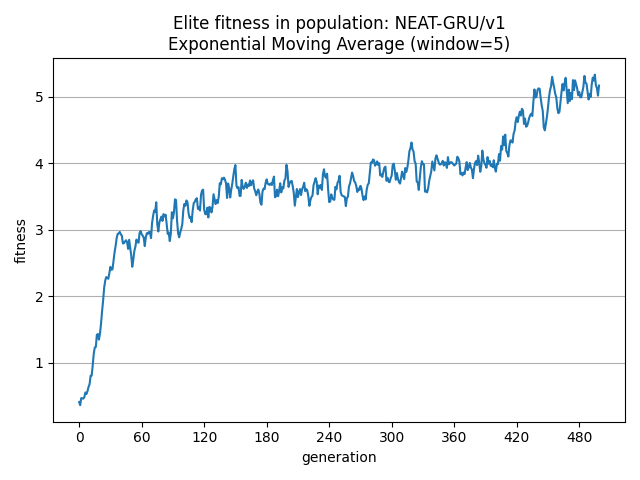 Elite fitness in population: NEAT-GRU/v1
Exponential Moving Average (window=5)
fitness
5
4
3
2
1
0 60 120 180 240 300 360 420 480
generation